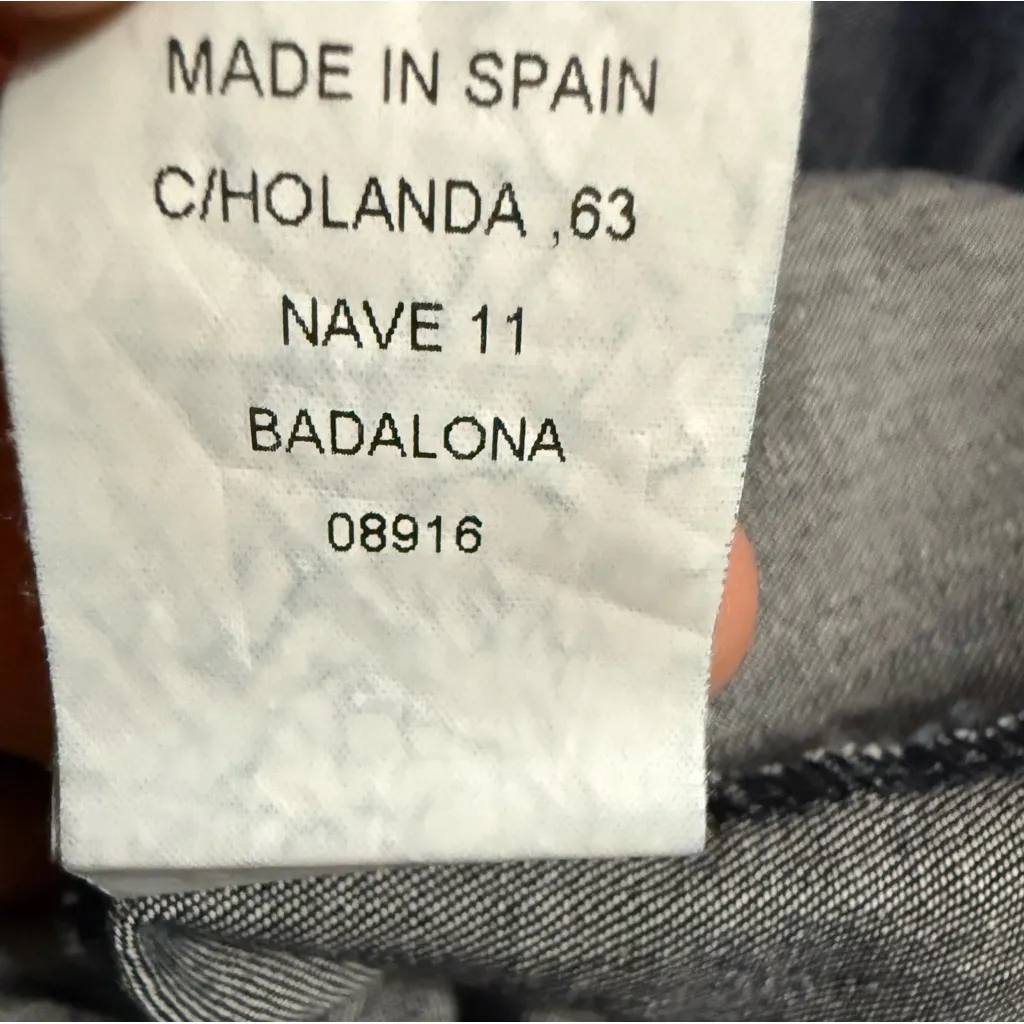 MADE IN SPAIN
C/HOLANDA ,63
NAVE 11
BADALONA
08916